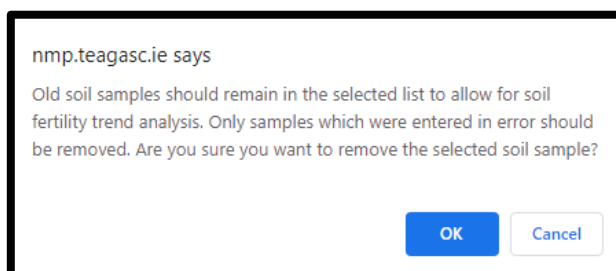 nmp.teagasc.ie says
Old soil samples should remain in the selected list to allow for soil
fertility trend analysis. Only samples which were entered in error should
be removed. Are you sure you want to remove the selected soil sample?
OK
Cancel